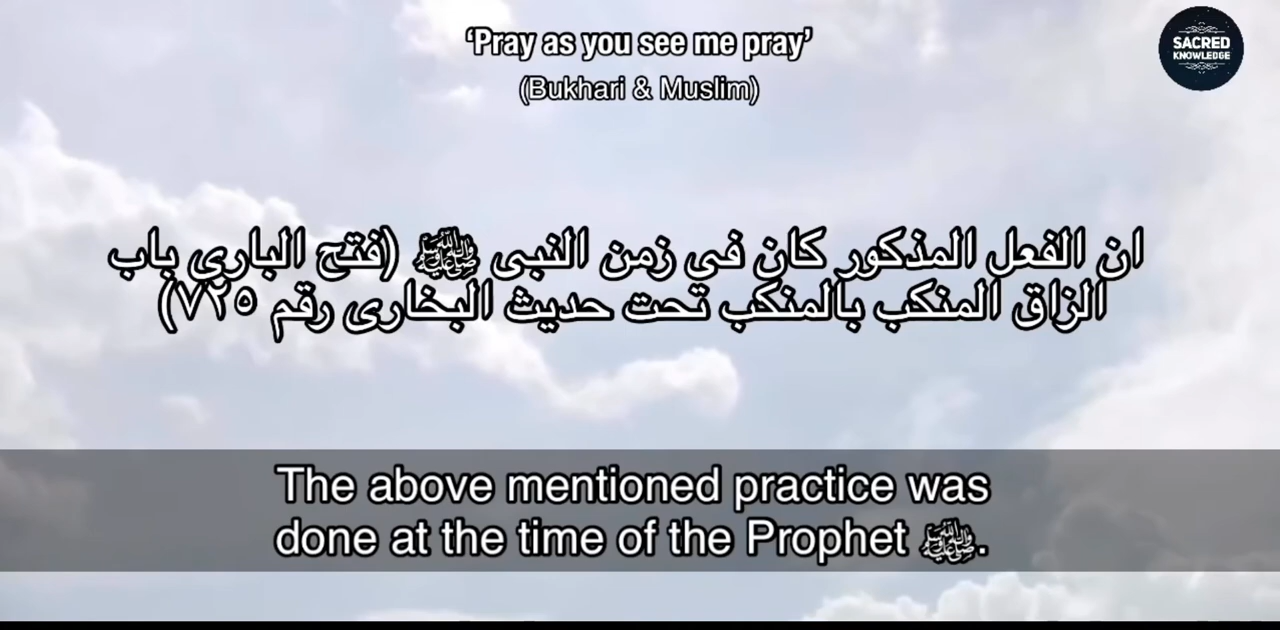 ‘Pray as you see me pray’
(Bukhari & Muslim)
SACRED
KNOWLEDGE
ان الفعل المذكور كان في زمن النبى ﷺ (فتح الباري باب
الزاق المنكب بالمنكب تحت حديث البخارى رقم ٧٢٥)
The above mentioned practice was
done at the time of the Prophet ﷺ.